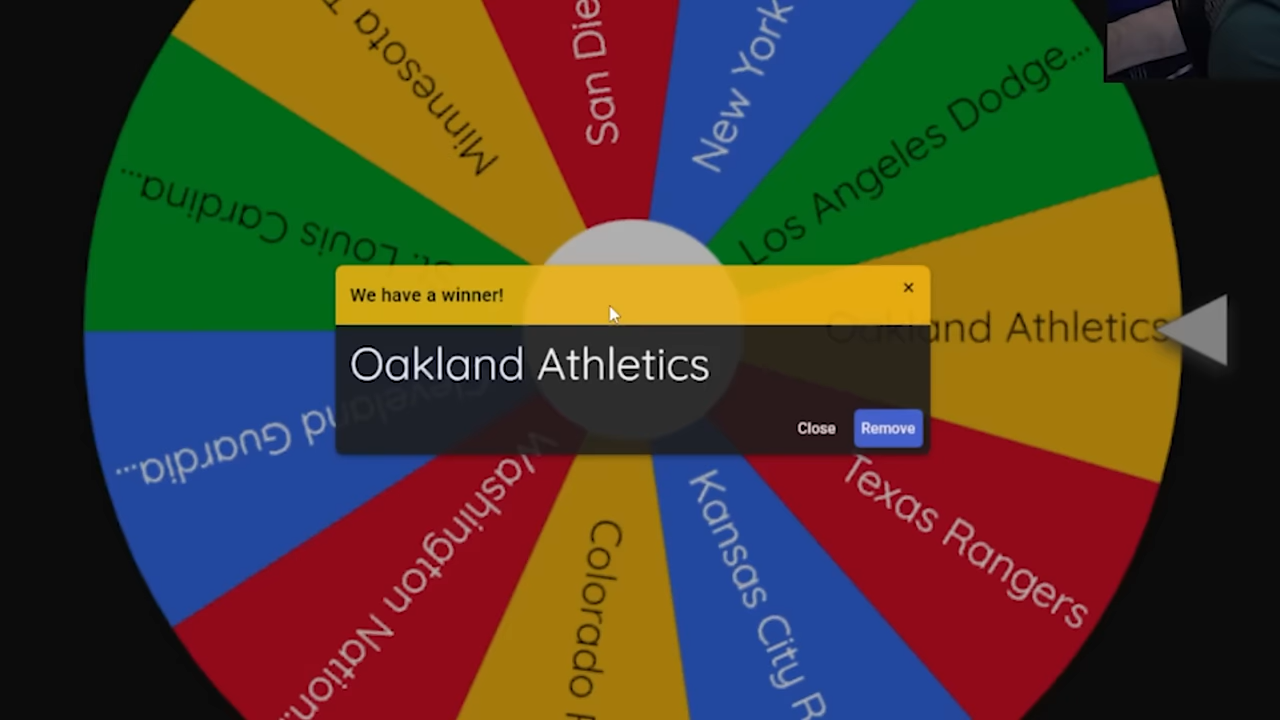 Minnesota
San Die
New York
Los Angeles Dodge...
St. Louis Cardina...
We have a winner!
×
Oakland Athletics
Oakland Athletics
Close
Remove
Cleveland Guardia...
Washington Nation...
Colorado
Kansas City R
Texas Rangers